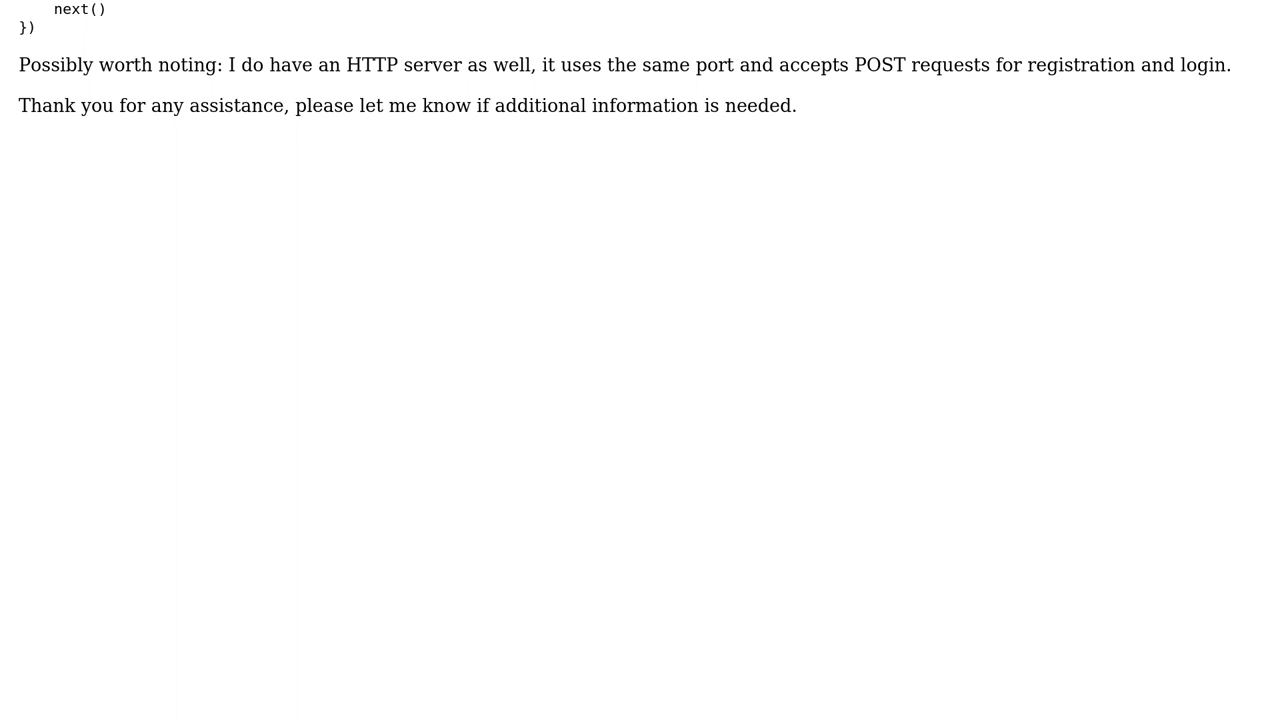 next()
})
Possibly worth noting: I do have an HTTP server as well, it uses the same port and accepts POST requests for registration and login.
Thank you for any assistance, please let me know if additional information is needed.